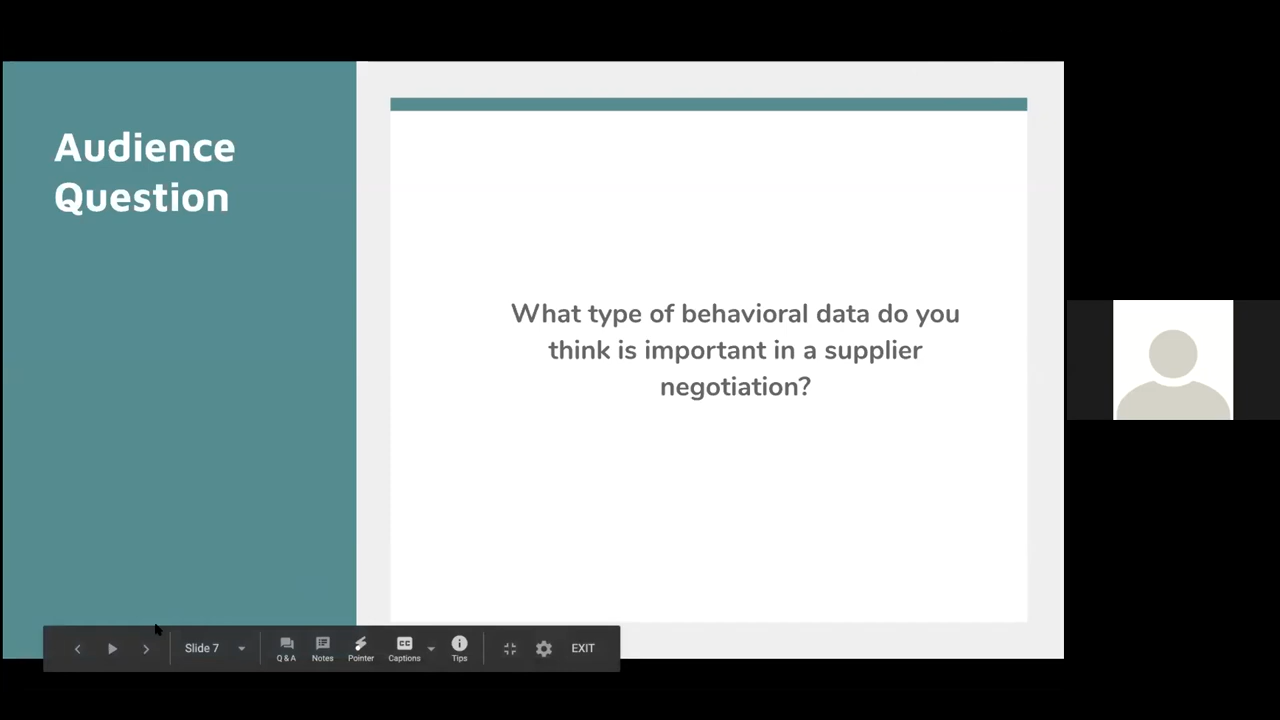 Audience
Question
What type of behavioral data do you
think is important in a supplier
negotiation?
Slide 7
Q & A
Notes
Pointer
CC
Captions
Tips
EXIT